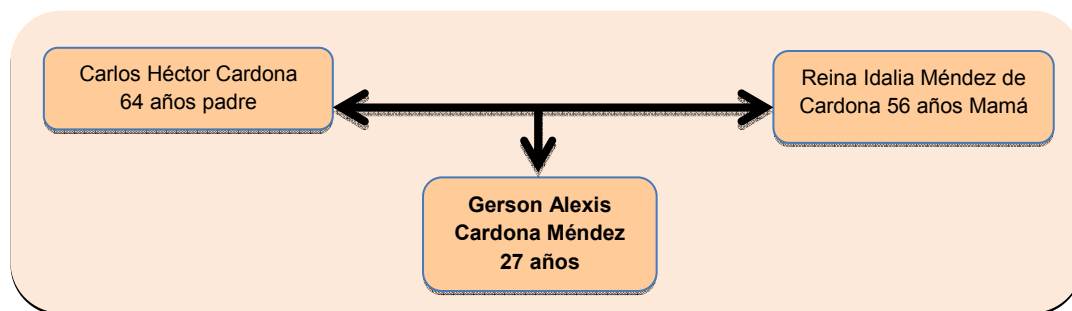 Carlos Héctor Cardona
64 años padre
Reina Idalia Méndez de
Cardona 56 años Mamá
Gerson Alexis
Cardona Méndez
27 años